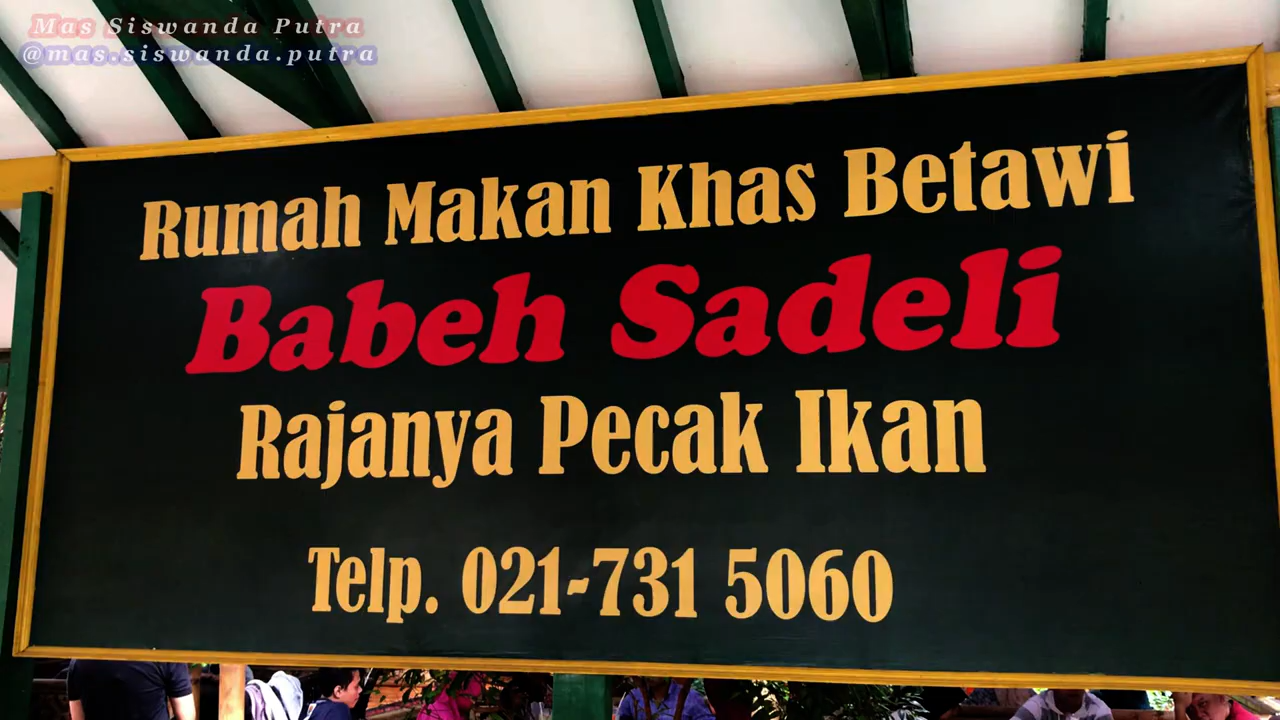 Mas Siswanda Putra
@mas.siswanda.putra
Rumah Makan Khas Betawi
Babeh Sadeli
Rajanya Pecak Ikan
Telp. 021-731 5060